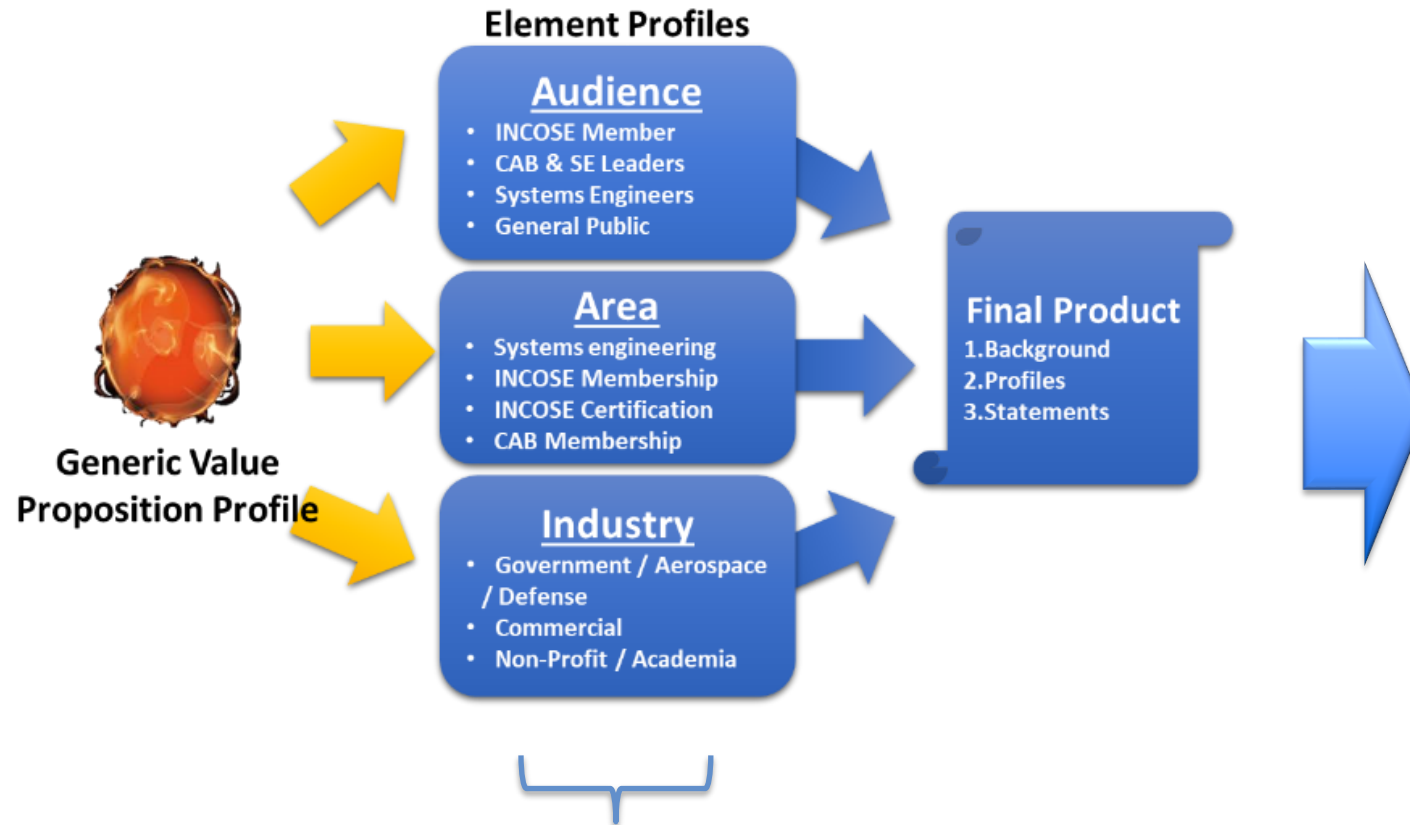 Element Profiles
Audience
• INCOSE Member
• CAB & SE Leaders
• Systems Engineers
• General Public
Area
• Systems engineering
• INCOSE Membership
• INCOSE Certification
• CAB Membership
Industry
• Government / Aerospace
/ Defense
• Commercial
• Non-Profit / Academia
Generic Value
Proposition Profile
Final Product
1.Background
2.Profiles
3.Statements